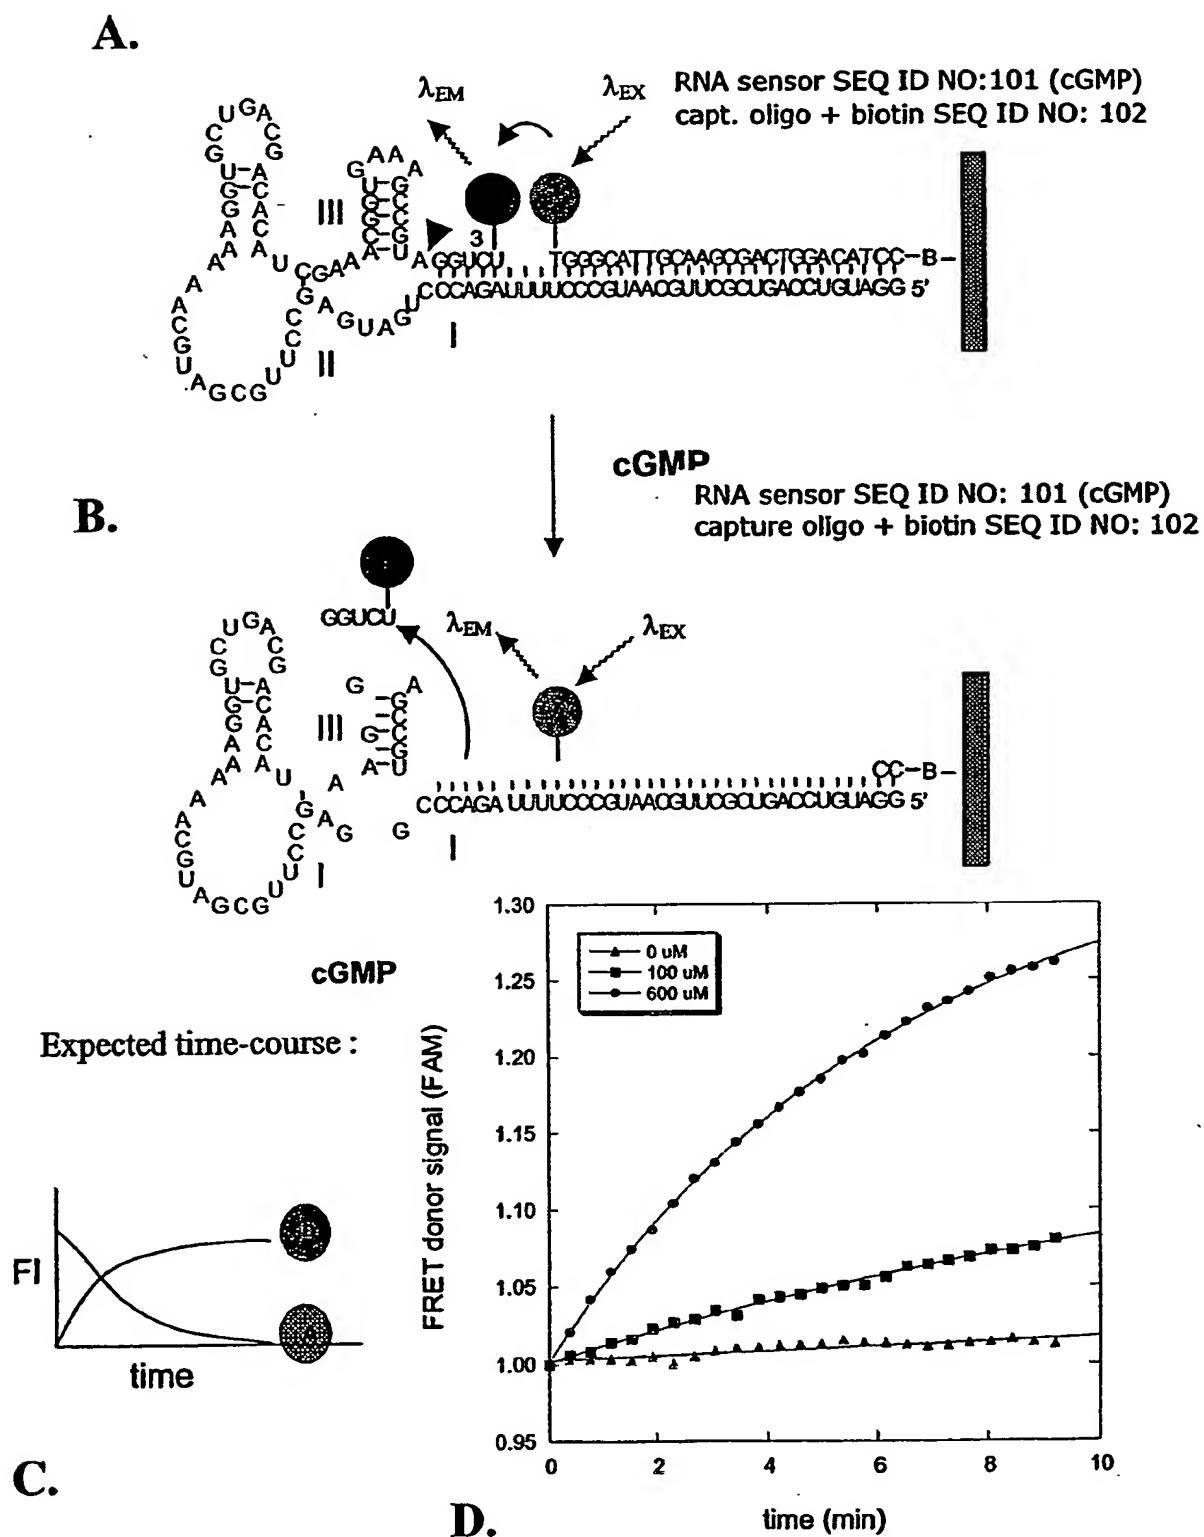 A.
λEM
λEX
RNA sensor SEQ ID NO:101 (cGMP)
capt. oligo + biotin SEQ ID NO: 102
III
3
A GGUCU
TGGGCATTGCAAGCGACTGGACATCC-B-
CCCAGAUUUUCCCGUAACGUUCGCUGACCUGUAGG 5'
I
II
cGMP
RNA sensor SEQ ID NO: 101 (cGMP)
capture oligo + biotin SEQ ID NO: 102
B.
GGUCU
λEM
λEX
III
CC-B-
CCCAGA UUUUCCCGUAACGUUCGCUGACCUGUAGG 5'
I
I
cGMP
Expected time-course :
FI
D
A
time
C.
1.30
1.25
1.20
1.15
1.10
1.05
1.00
0.95
0 uM
100 uM
600 uM
FRET donor signal (FAM)
0
2
4
6
8
10
time (min)
D.